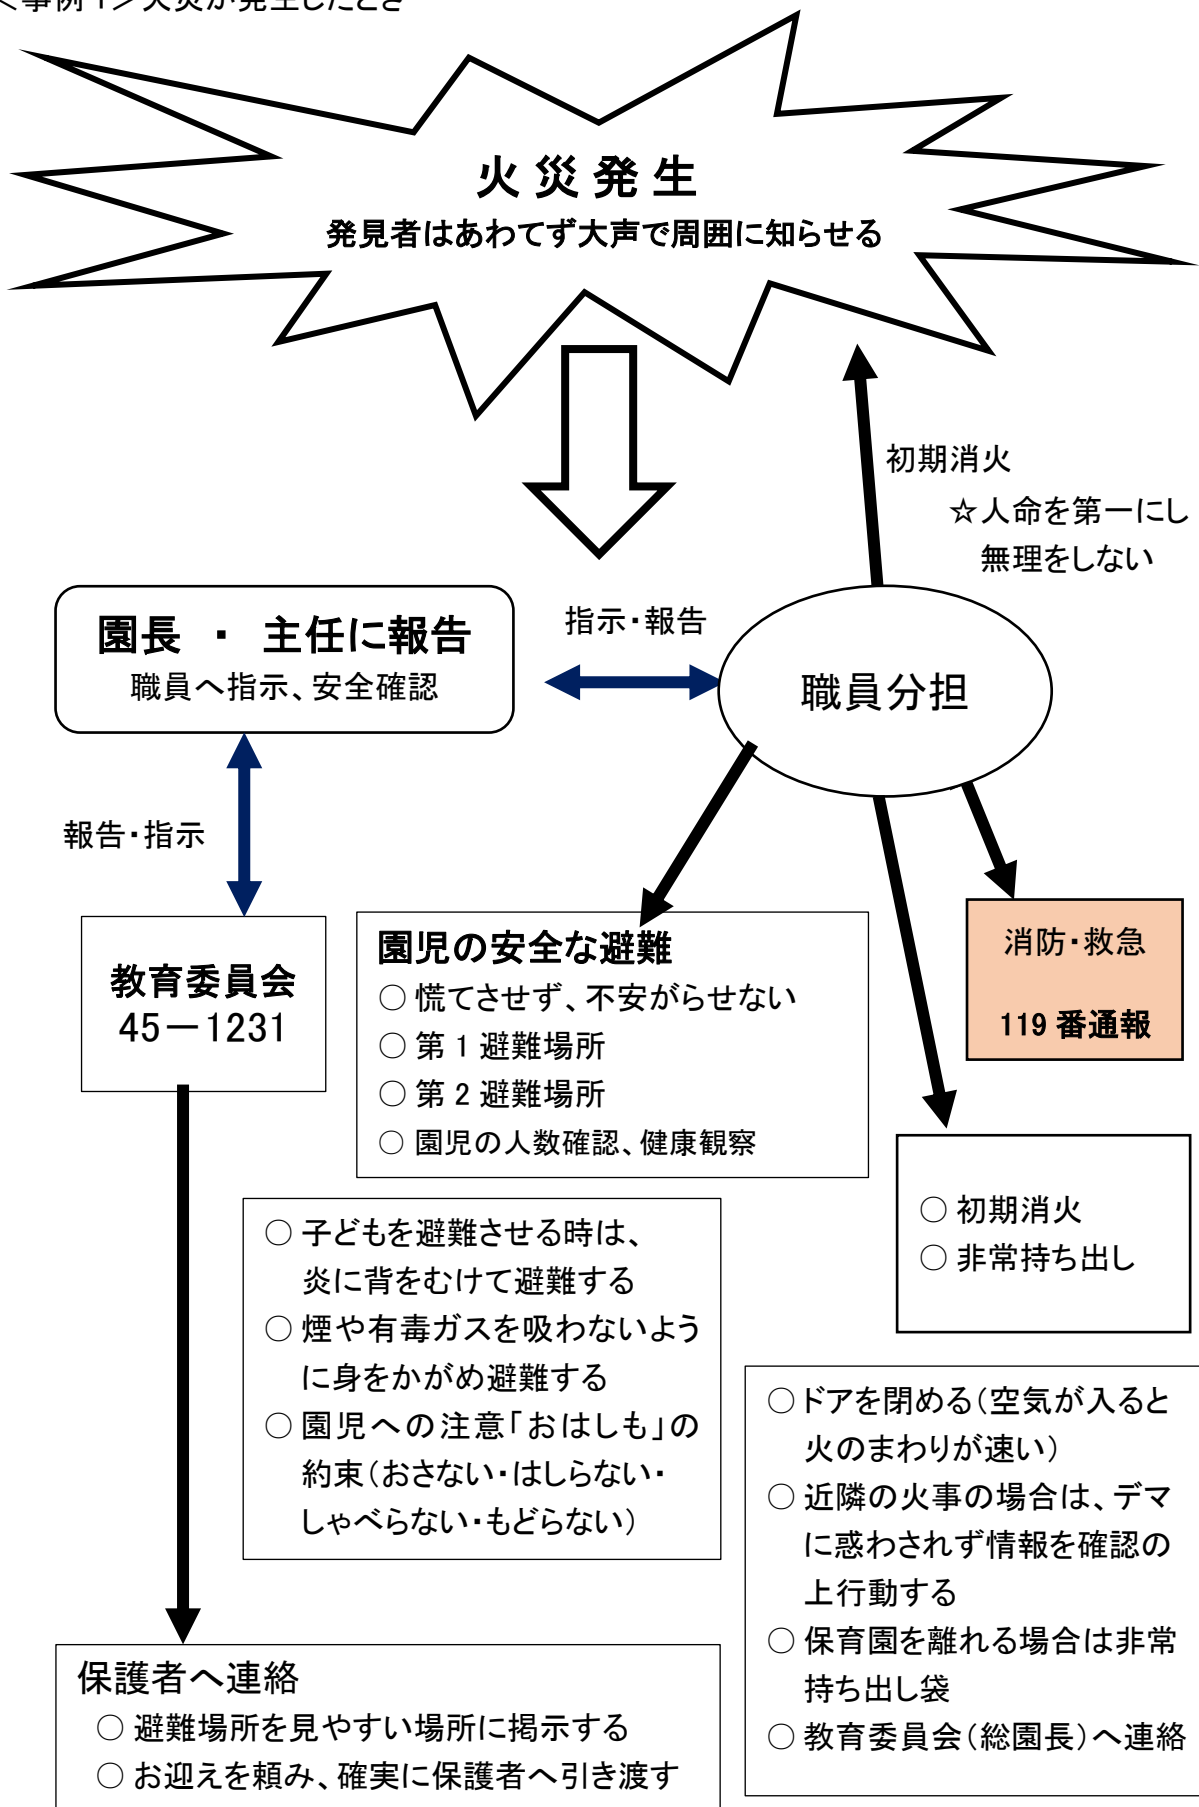 ＜事例1＞火災が発生したとき
火災発生
発見者はあわてず大声で周囲に知らせる
初期消火
☆人命を第一にし
無理をしない
園長 ・ 主任に報告
職員へ指示、安全確認
指示・報告
職員分担
報告・指示
教育委員会
45－1231
園児の安全な避難
○ 慌てさせず、不安がらせない
○ 第1避難場所
○ 第2避難場所
○ 園児の人数確認、健康観察
消防・救急
119番通報
○ 初期消火
○ 非常持ち出し
○ 子どもを避難させる時は、
炎に背をむけて避難する
○ 煙や有毒ガスを吸わないよう
に身をかがめ避難する
○ 園児への注意「おはしも」の
約束（おさない・はしらない・
しゃべらない・もどらない）
○ドアを閉める（空気が入ると
火のまわりが速い）
○ 近隣の火事の場合は、デマ
に惑わされず情報を確認の
上行動する
○ 保育園を離れる場合は非常
持ち出し袋
○ 教育委員会（総園長）へ連絡
保護者へ連絡
○ 避難場所を見やすい場所に掲示する
○ お迎えを頼み、確実に保護者へ引き渡す